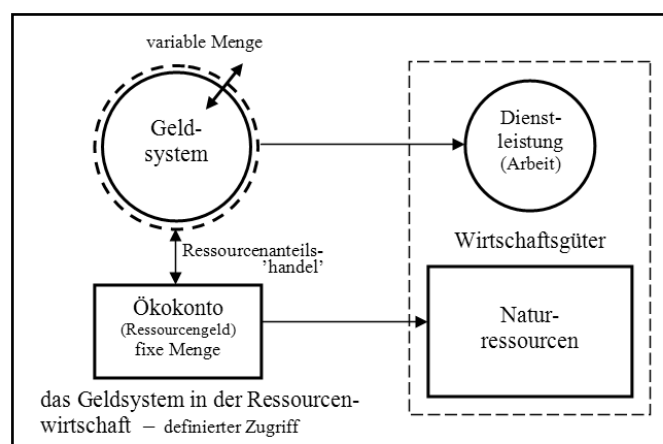 variable Menge
Geld-
system
Dienst-
leistung
(Arbeit)
Ressourcenanteils-
'handel'
Wirtschaftsgüter
Ökokonto
(Ressourcengeld)
fixe Menge
Natur-
ressourcen
das Geldsystem in der Ressourcen-
wirtschaft – definierter Zugriff